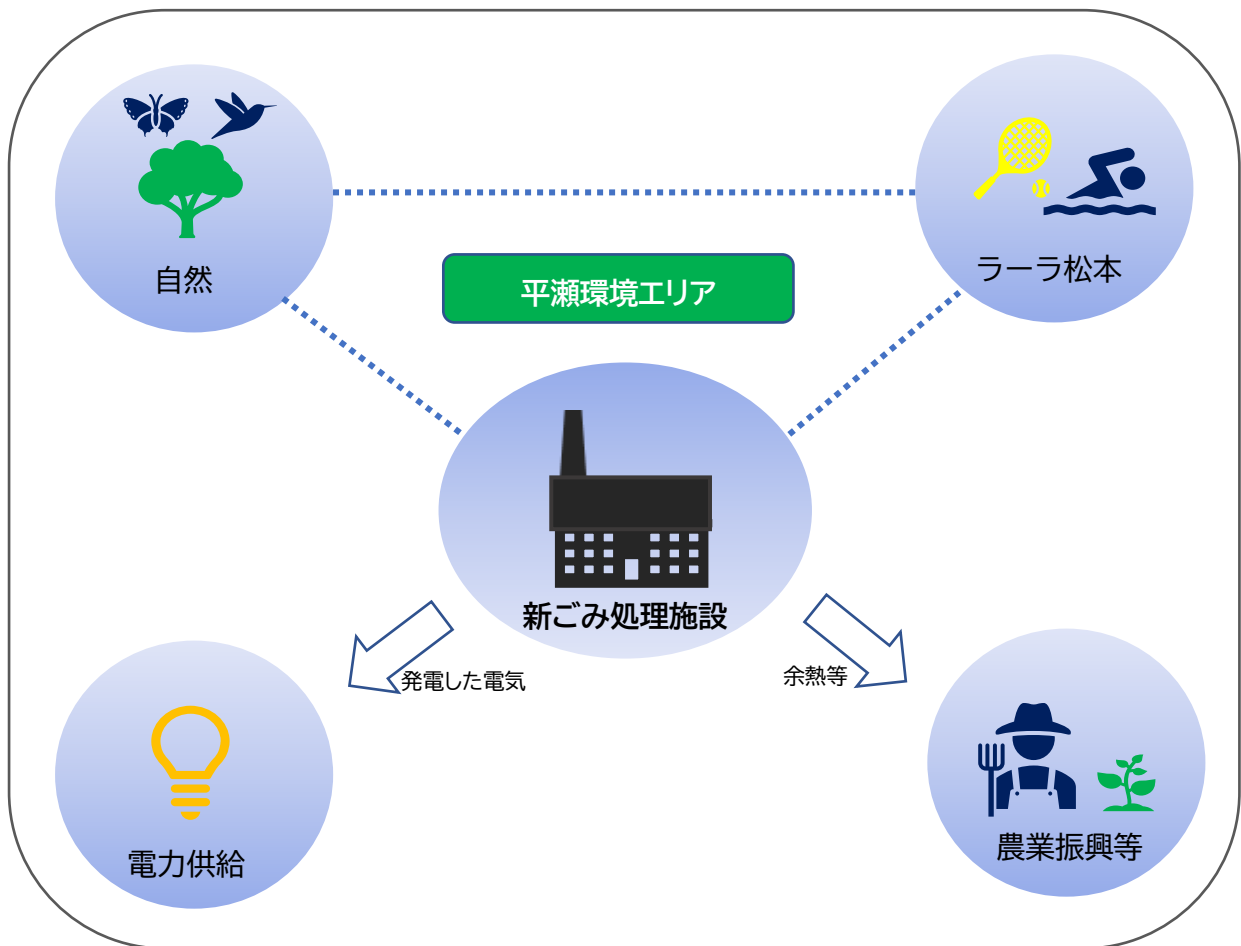 自然
ラーラ松本
平瀬環境エリア
新ごみ処理施設
発電した電気
余熱等
電力供給
農業振興等